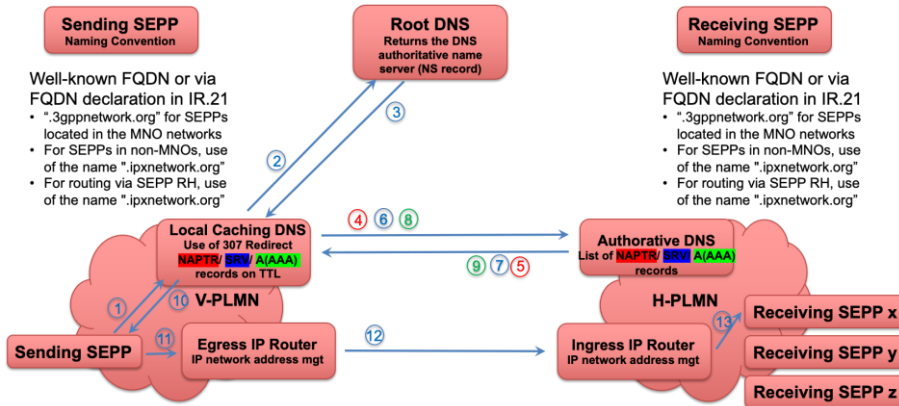 Sending SEPP
Naming Convention
Root DNS
Returns the DNS
authoritative name
server (NS record)
Receiving SEPP
Naming Convention
Well-known FQDN or via
FQDN declaration in IR.21
• ".3gppnetwork.org" for SEPPs
located in the MNO networks
• For SEPPs in non-MNOs, use
of the name ".ipxnetwork.org"
• For routing via SEPP RH, use
of the name ".ipxnetwork.org"
Well-known FQDN or via
FQDN declaration in IR.21
• ".3gppnetwork.org" for SEPPs
located in the MNO networks
• For SEPPs in non-MNOs, use
of the name ".ipxnetwork.org"
• For routing via SEPP RH, use
of the name ".ipxnetwork.org"
2
3
Local Caching DNS
Use of 307 Redirect
NAPTR/ SRV/ A(AAA)
records on TTL
4 6 8
9 7 5
Authorative DNS
List of NAPTR/ SRV/ A(AAA)
records
1
10
V-PLMN
H-PLMN
Sending SEPP
11
Egress IP Router
IP network address mgt
12
Ingress IP Router
IP network address mgt
13
Receiving SEPP x
Receiving SEPP y
Receiving SEPP z